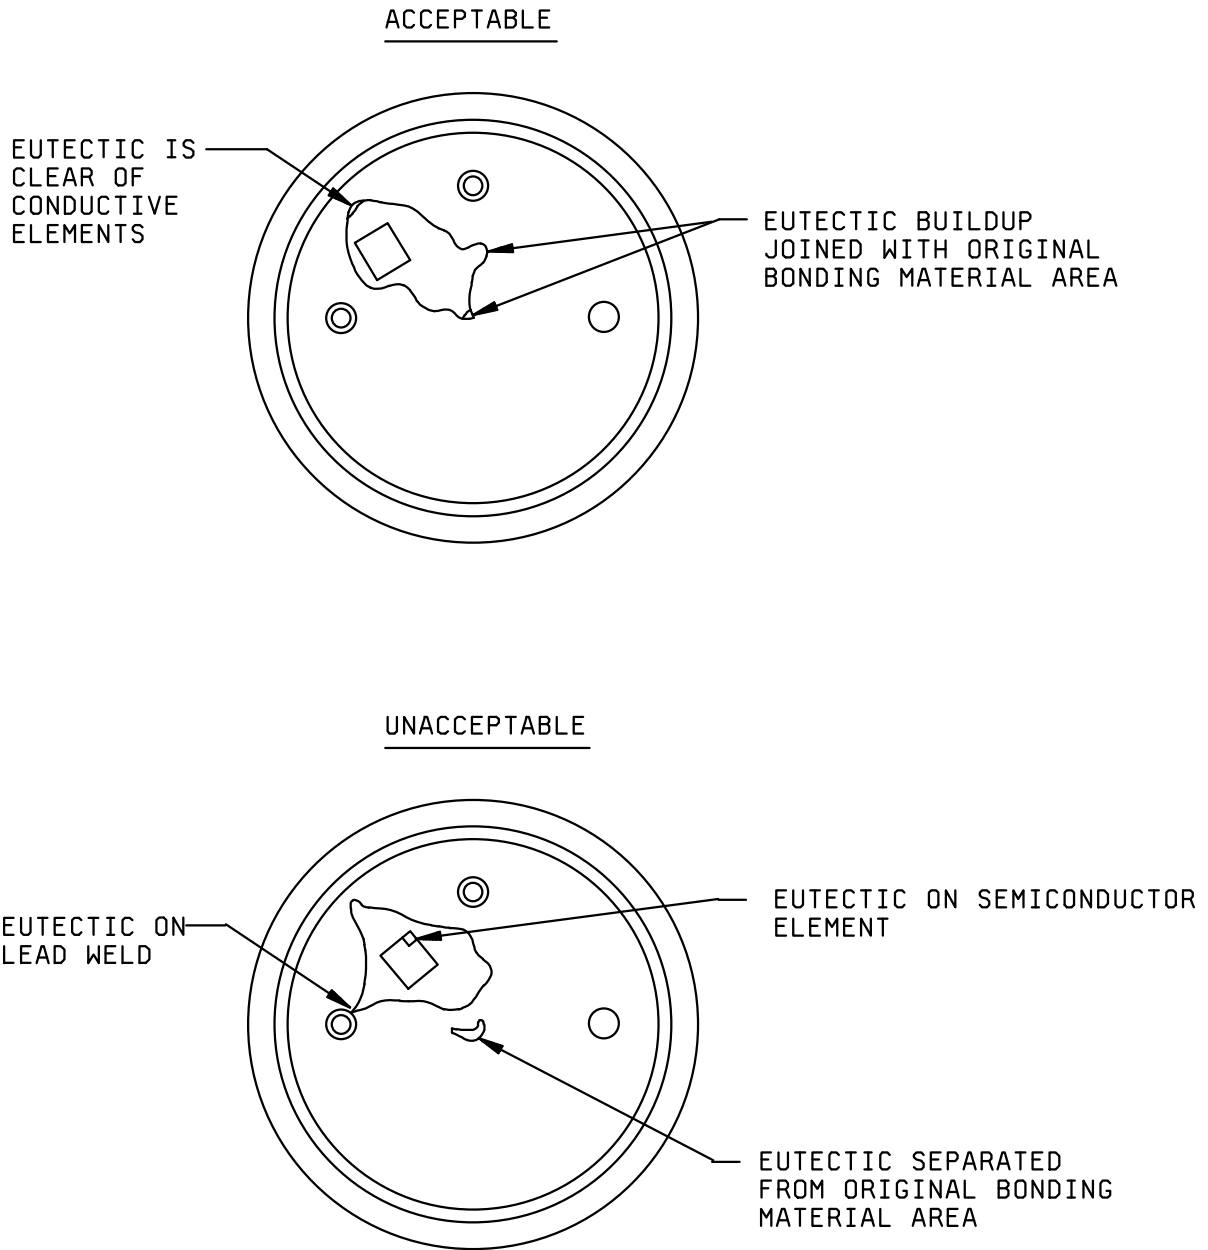 ACCEPTABLE
EUTECTIC IS
CLEAR OF
CONDUCTIVE
ELEMENTS
EUTECTIC BUILDUP
JOINED WITH ORIGINAL
BONDING MATERIAL AREA
UNACCEPTABLE
EUTECTIC ON SEMICONDUCTOR
ELEMENT
EUTECTIC ON
LEAD WELD
EUTECTIC SEPARATED
FROM ORIGINAL BONDING
MATERIAL AREA